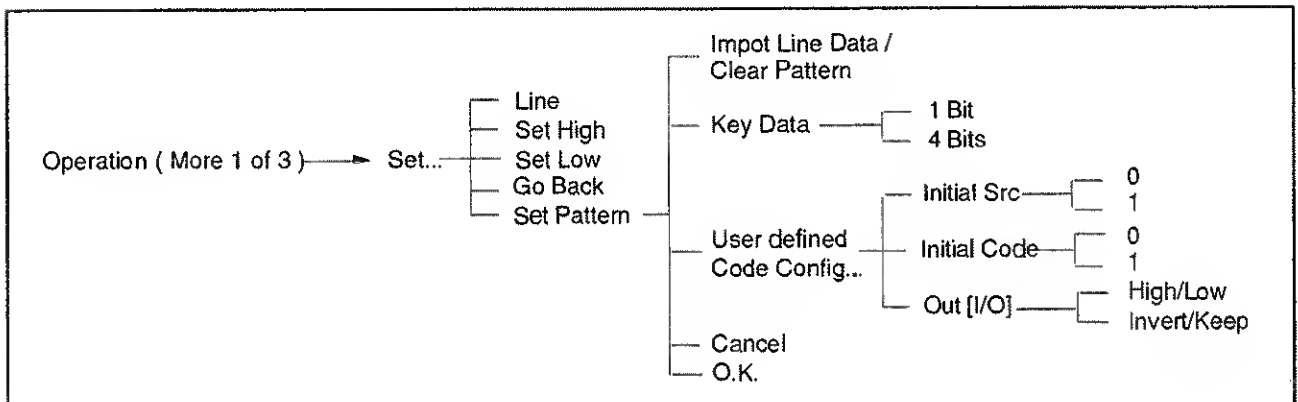 Operation ( More 1 of 3 )
Set...
Line
Set High
Set Low
Go Back
Set Pattern
Impot Line Data /
Clear Pattern
Key Data
1 Bit
4 Bits
User defined
Code Config...
Initial Src
0
1
Initial Code
0
1
Out [I/O]
High/Low
Invert/Keep
Cancel
O.K.